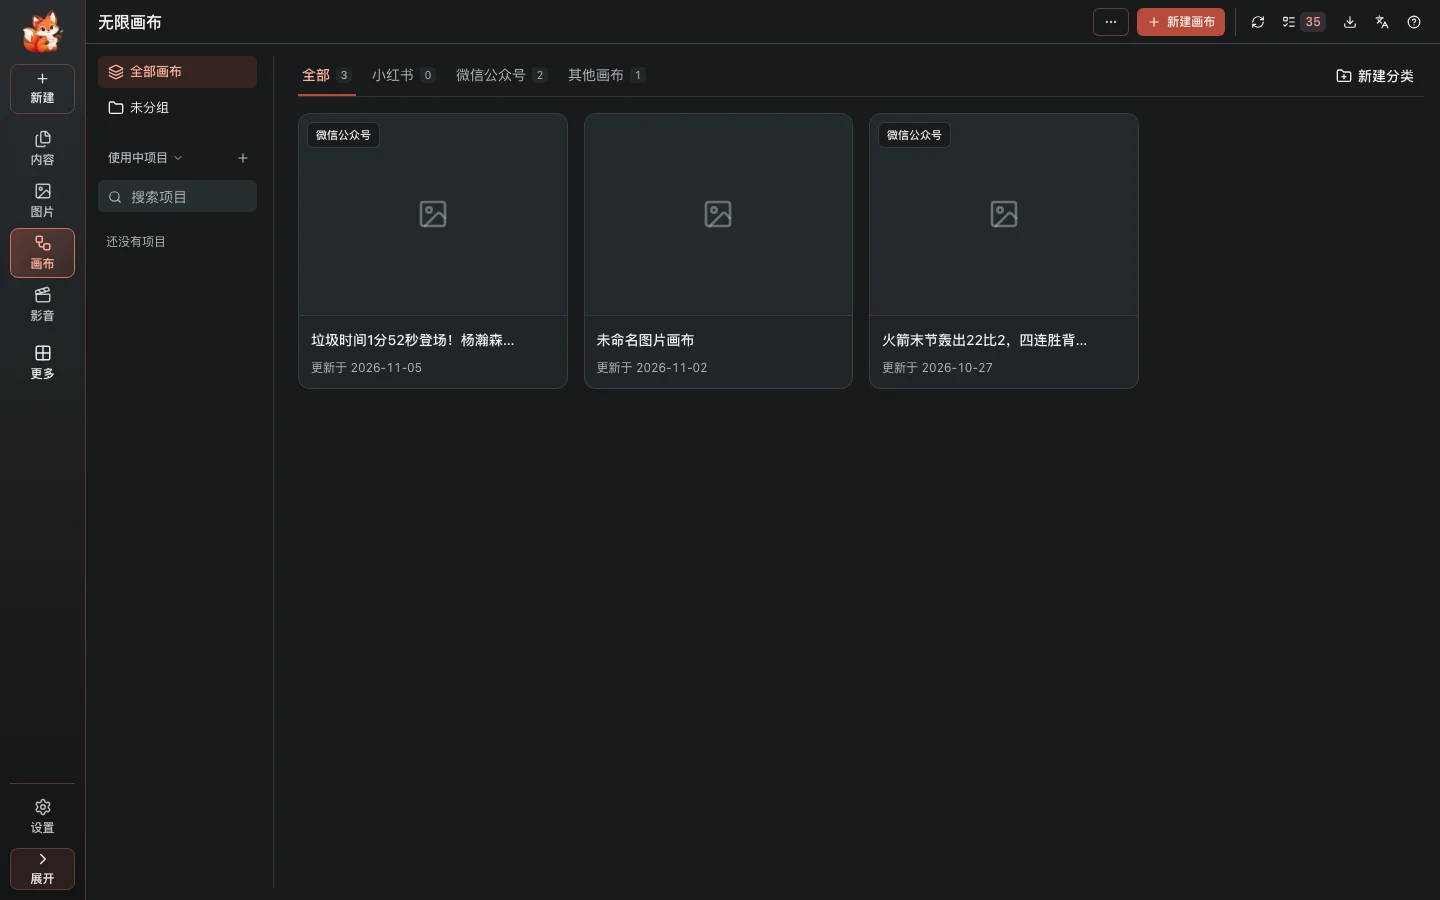 无限画布
新建画布
35
新建
内容
图片
画布
影音
更多
设置
展开
全部画布
未分组
使用中项目
搜索项目
还没有项目
全部 3 小红书 0 微信公众号 2 其他画布 1
新建分类
微信公众号
垃圾时间1分52秒登场！杨瀚森...
更新于 2026-11-05
未命名图片画布
更新于 2026-11-02
微信公众号
火箭末节轰出22比2，四连胜背...
更新于 2026-10-27